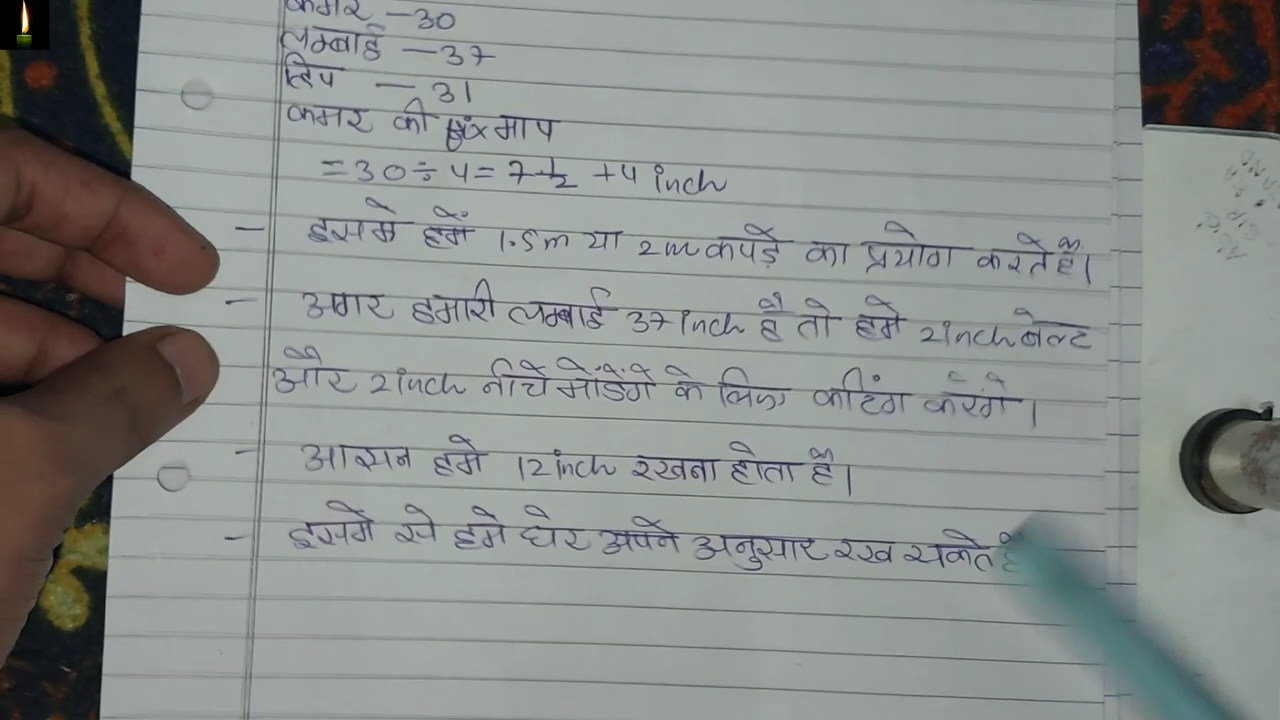 कमर – 30
लम्बाई – 37
हिप – 31
कमर की माप
= 30 ÷ 4 = 7 1/2 + 4 inch
– इसमे हमें 1.5m या 2m कपड़े का प्रयोग करते हैं।
– अगर हमारी लम्बाई 37 inch है तो हमे 2 inch बेल्ट
और 2 inch नीचे मोडिंग के लिए कटिंग करेंगे।
– आसन हमे 12 inch रखना होता है।
– इसमें से हमे घेर अपने अनुसार रख सकते है